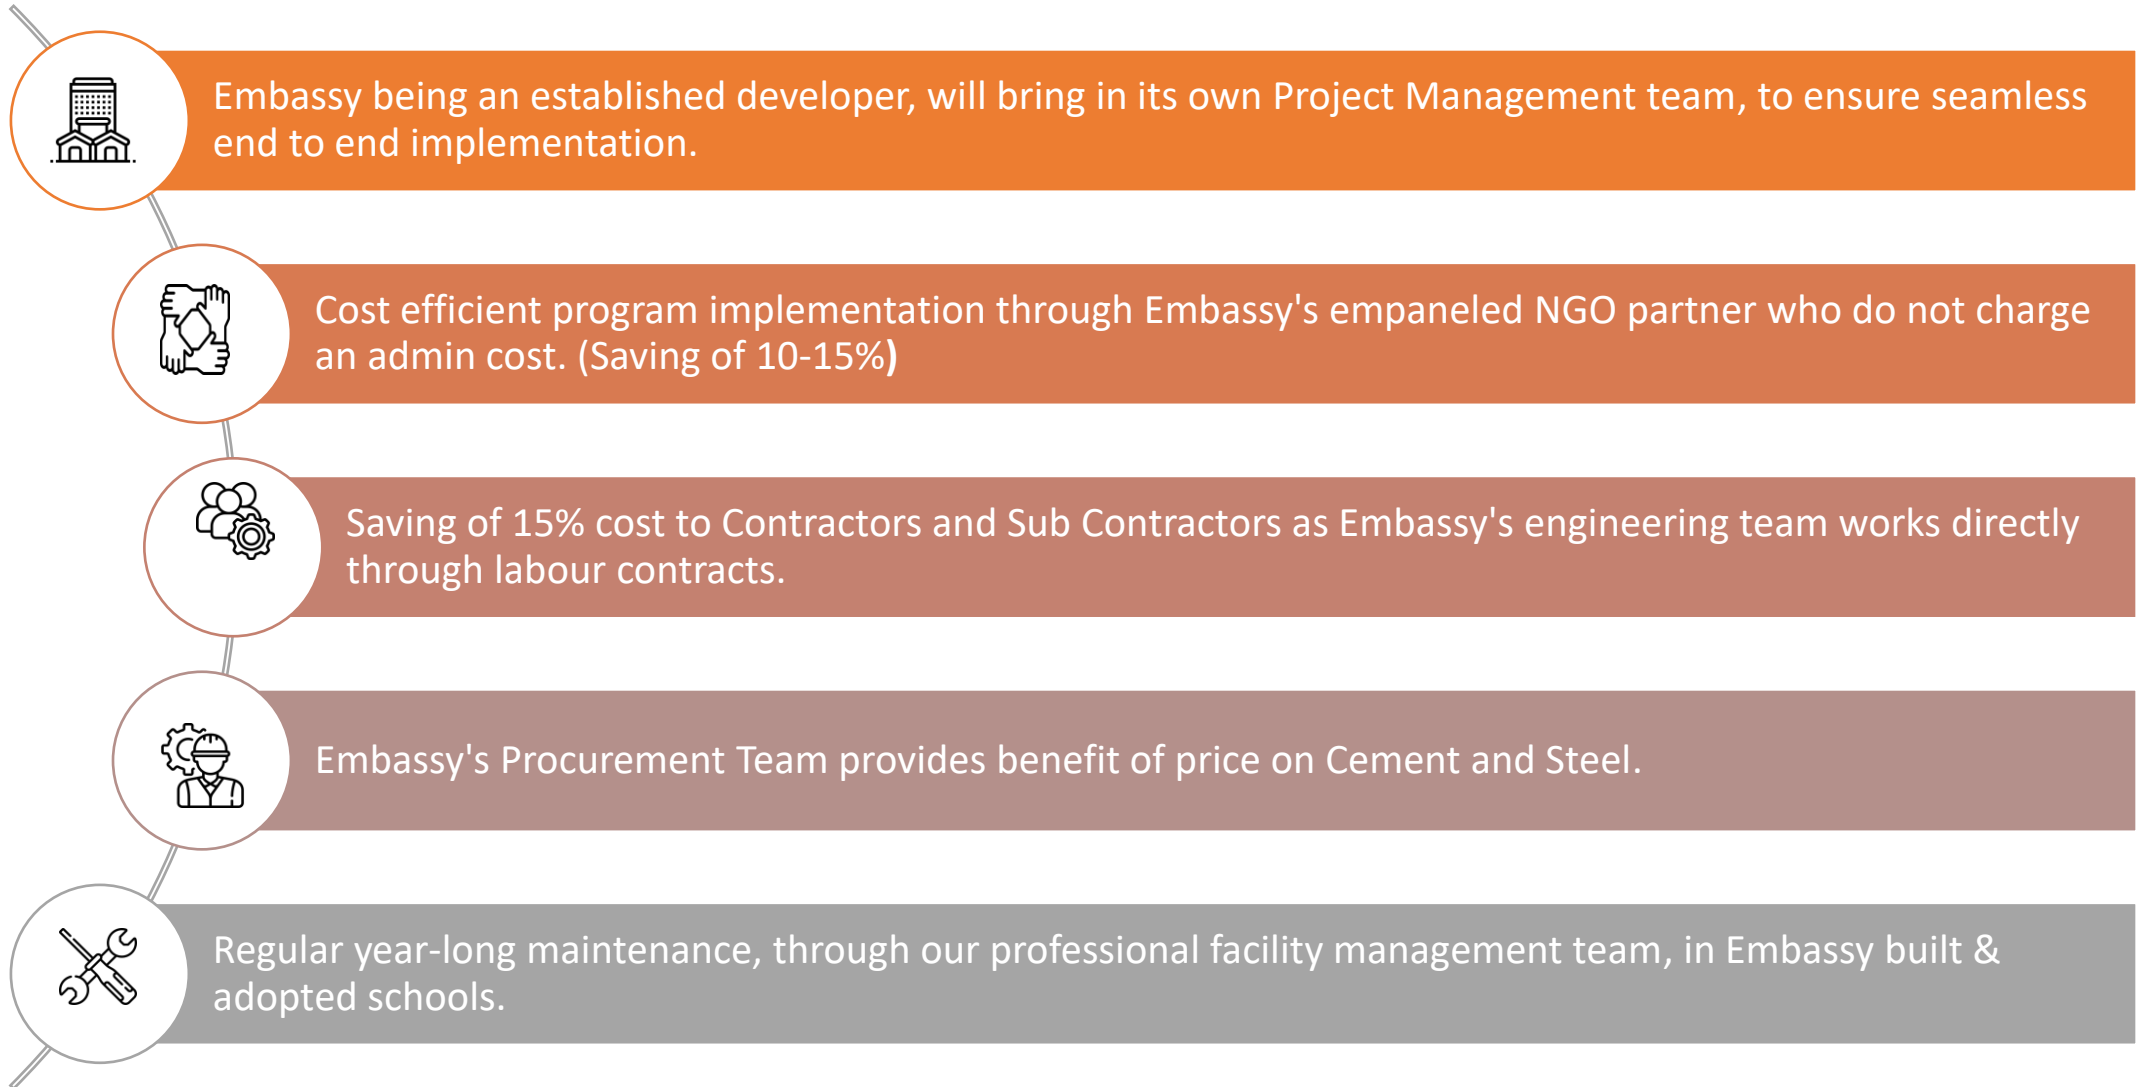 Embassy being an established developer, will bring in its own Project Management team, to ensure seamless
end to end implementation.
Cost efficient program implementation through Embassy's empaneled NGO partner who do not charge
an admin cost. (Saving of 10-15%)
Saving of 15% cost to Contractors and Sub Contractors as Embassy's engineering team works directly
through labour contracts.
Embassy's Procurement Team provides benefit of price on Cement and Steel.
Regular year-long maintenance, through our professional facility management team, in Embassy built &
adopted schools.